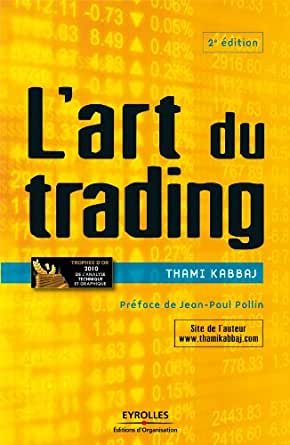 2e édition
L'art du
trading
THAMI KABBAJ
TROPHÉE D'OR
2010
DE L'ANALYSE
TECHNIQUE
ET GRAPHIQUE
Préface de Jean-Paul Pollin
Site de l'auteur
www.thamikabbaj.com
EYROLLES
Éditions d'Organisation